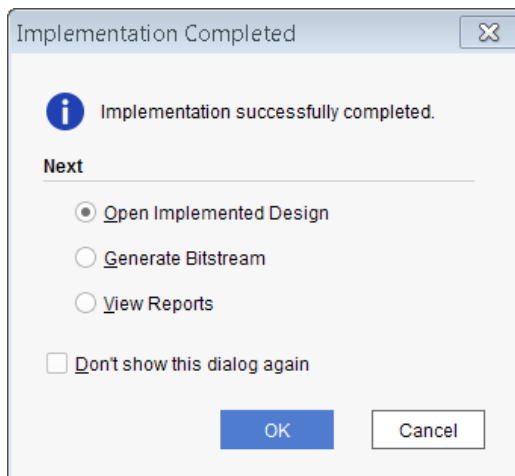 Implementation Completed
Implementation successfully completed.
Next
Open Implemented Design
Generate Bitstream
View Reports
Don't show this dialog again
OK
Cancel